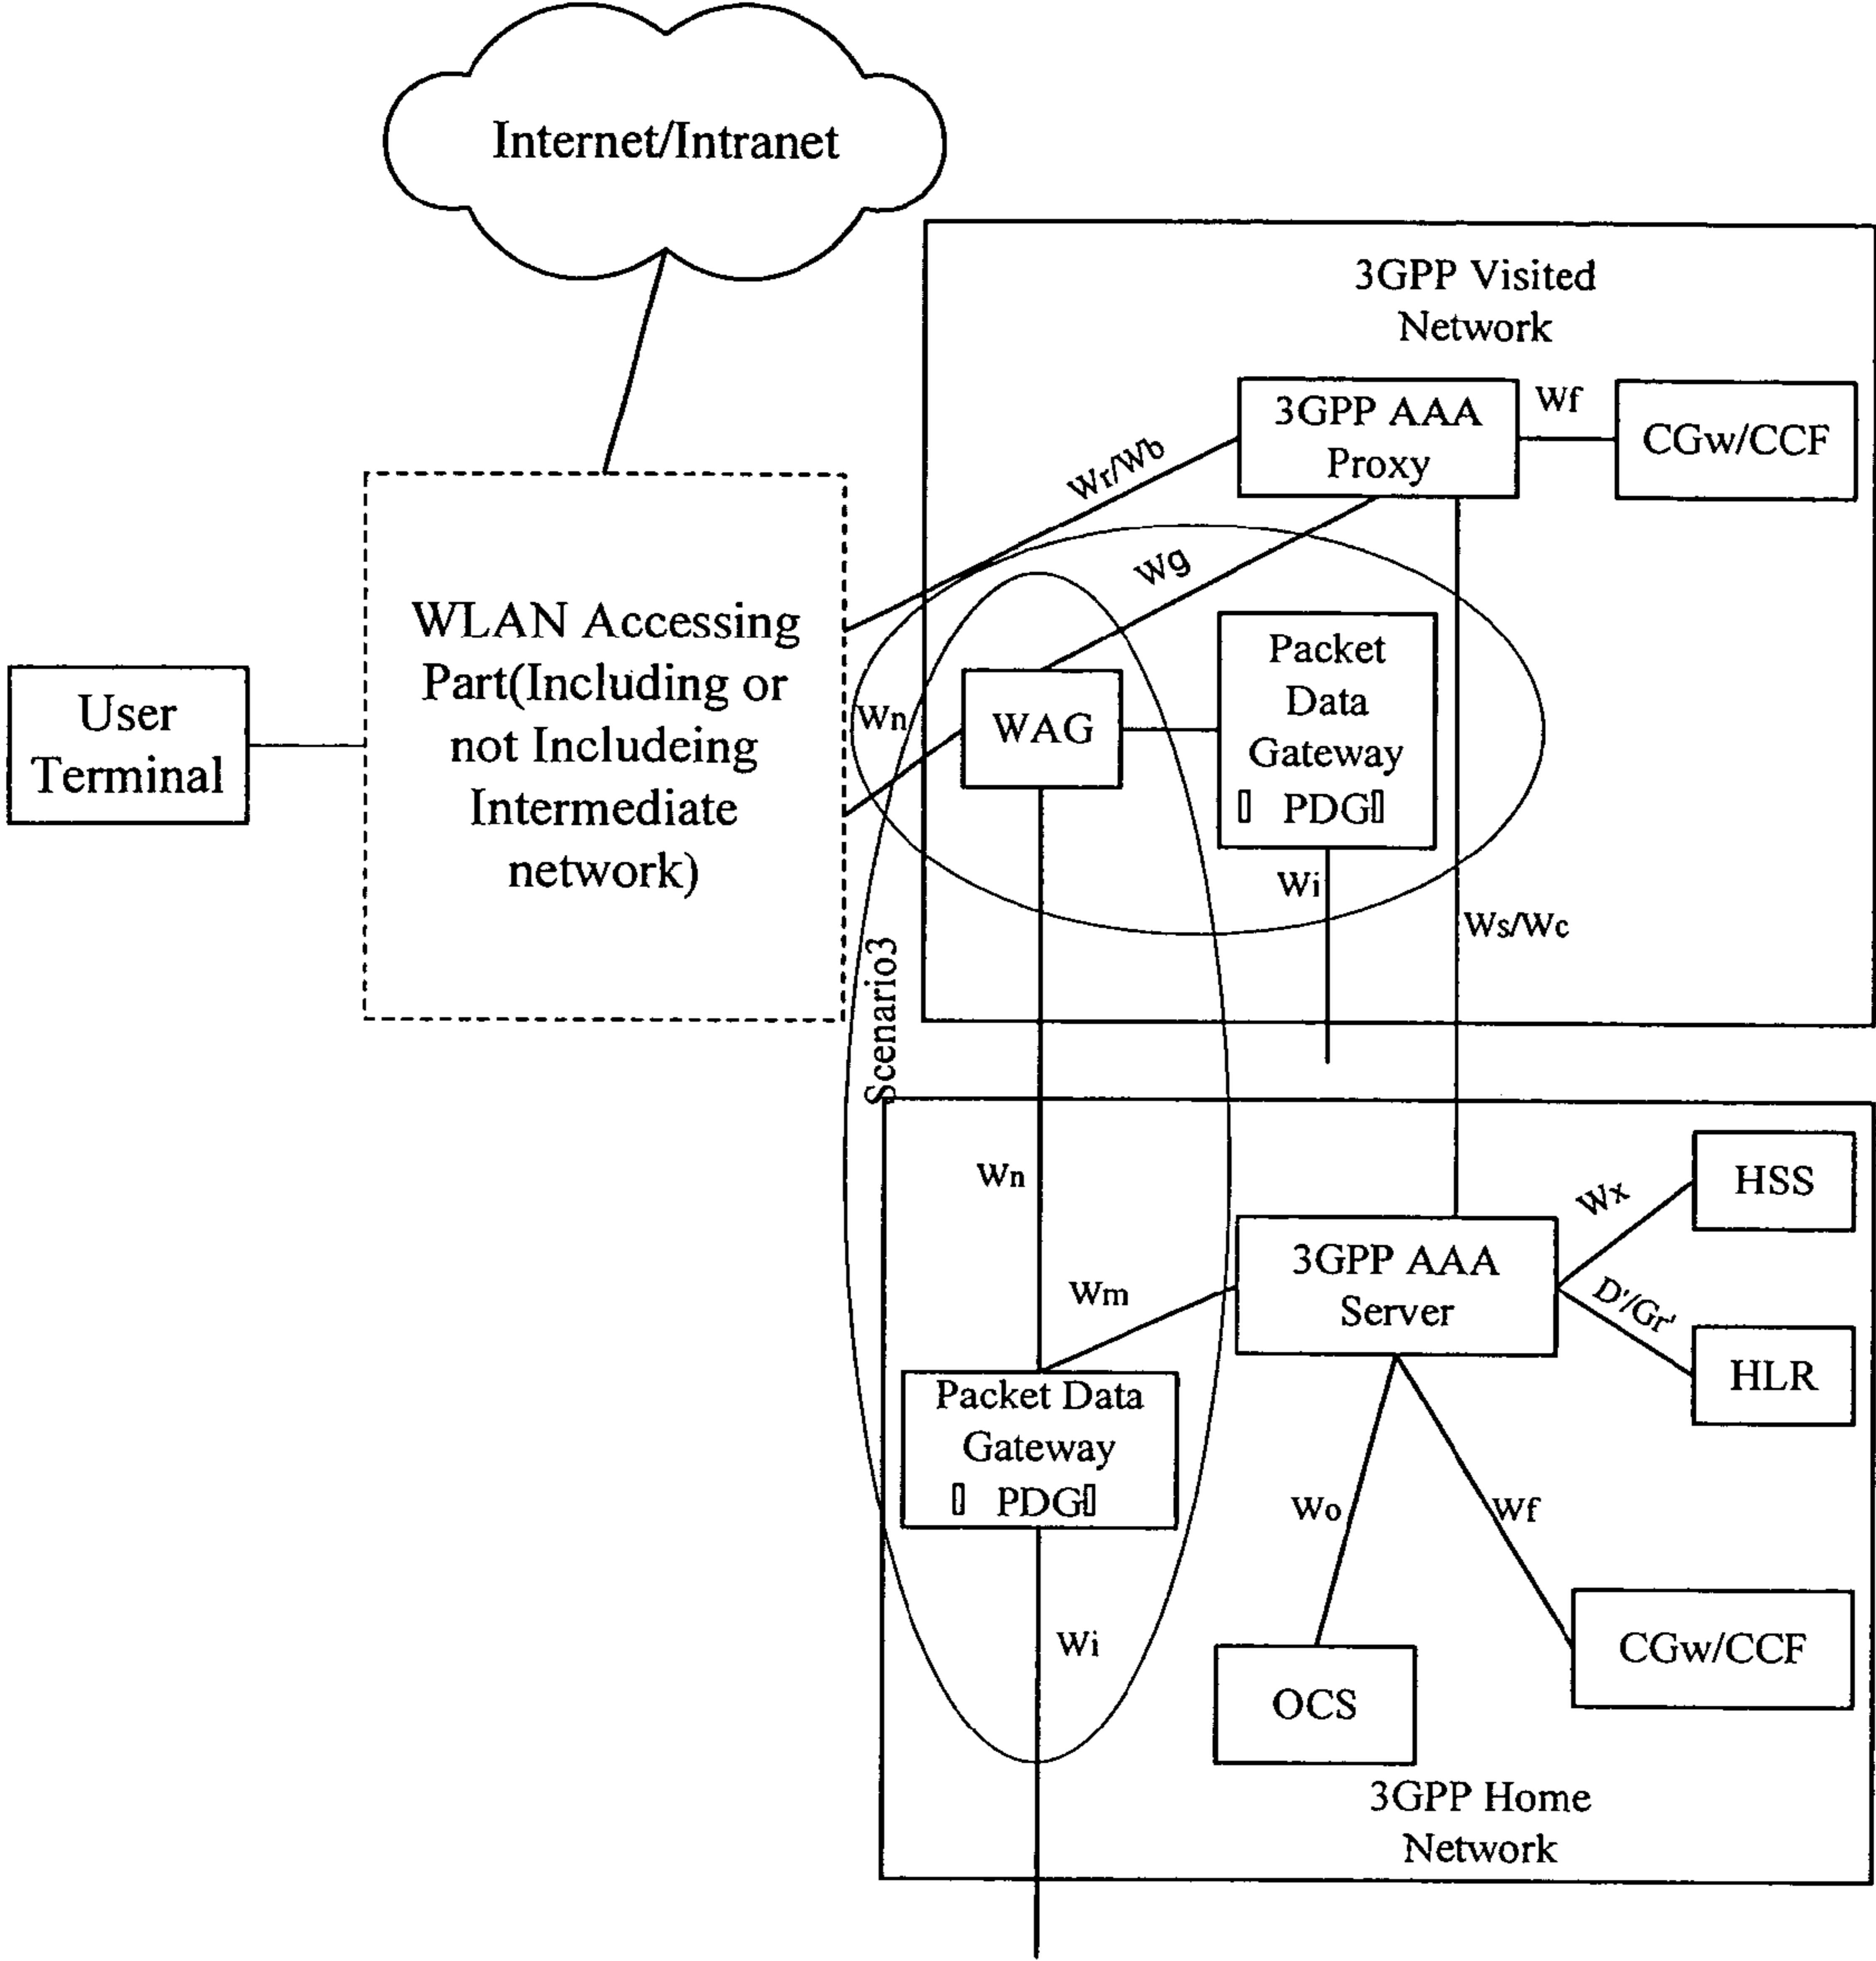 Internet/Intranet
3GPP Visited
Network
3GPP AAA
Proxy
Wf
CGw/CCF
Wr/Wb
Wg
User
Terminal
WLAN Accessing
Part(Including or
not Includeing
Intermediate
network)
Wn
WAG
Packet
Data
Gateway
PDG
Wi
Ws/Wc
Scenario3
Wn
Wm
3GPP AAA
Server
Wx
HSS
D'/Gr'
HLR
Packet Data
Gateway
PDG
Wo
Wf
Wi
OCS
CGw/CCF
3GPP Home
Network